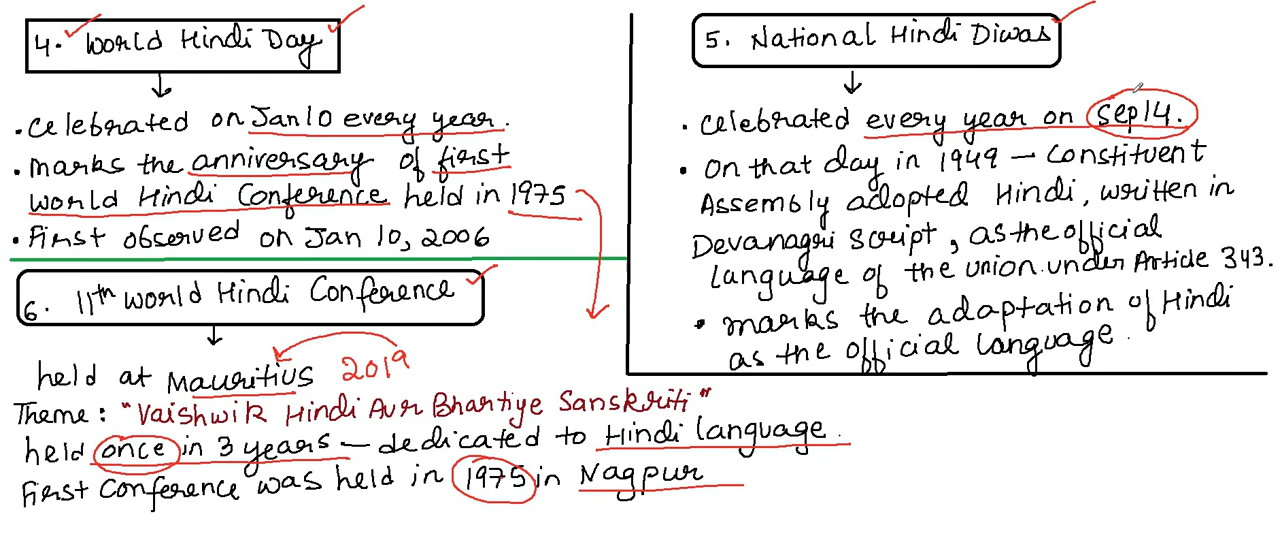 4. World Hindi Day
• Celebrated on Jan 10 every year.
• marks the anniversary of first
World Hindi Conference held in 1975
• First observed on Jan 10, 2006
5. National Hindi Diwas
• Celebrated every year on Sep 14.
• On that day in 1949 – Constituent
Assembly adopted Hindi, written in
Devanagri Script, as the official
language of the union under Article 343.
• marks the adaptation of Hindi
as the official language.
6. 11th World Hindi Conference
held at Mauritius 2019
Theme: "Vaishwik Hindi Aur Bhartiye Sanskriti"
held once in 3 years – dedicated to Hindi language.
First Conference was held in 1975 in Nagpur